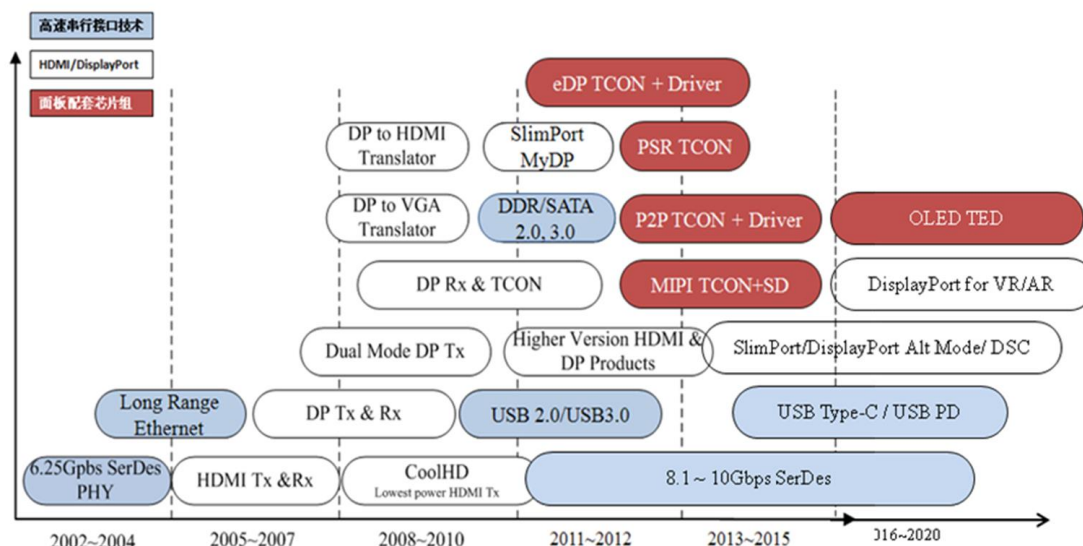 高速串行接口技术
HDMI/DisplayPort
面板配套芯片组
eDP TCON + Driver
DP to HDMI
Translator
SlimPort
MyDP
PSR TCON
DP to VGA
Translator
DDR/SATA
2.0, 3.0
P2P TCON + Driver
OLED TED
DP Rx & TCON
MIPI TCON+SD
DisplayPort for VR/AR
Dual Mode DP Tx
Higher Version HDMI &
DP Products
SlimPort/DisplayPort Alt Mode/ DSC
Long Range
Ethernet
DP Tx & Rx
USB 2.0/USB3.0
USB Type-C / USB PD
6.25Gpbs SerDes
PHY
HDMI Tx &Rx
CoolHD
Lowest power HDMI Tx
8.1 ~ 10Gbps SerDes
2002~2004
2005~2007
2008~2010
2011~2012
2013~2015
016~2020